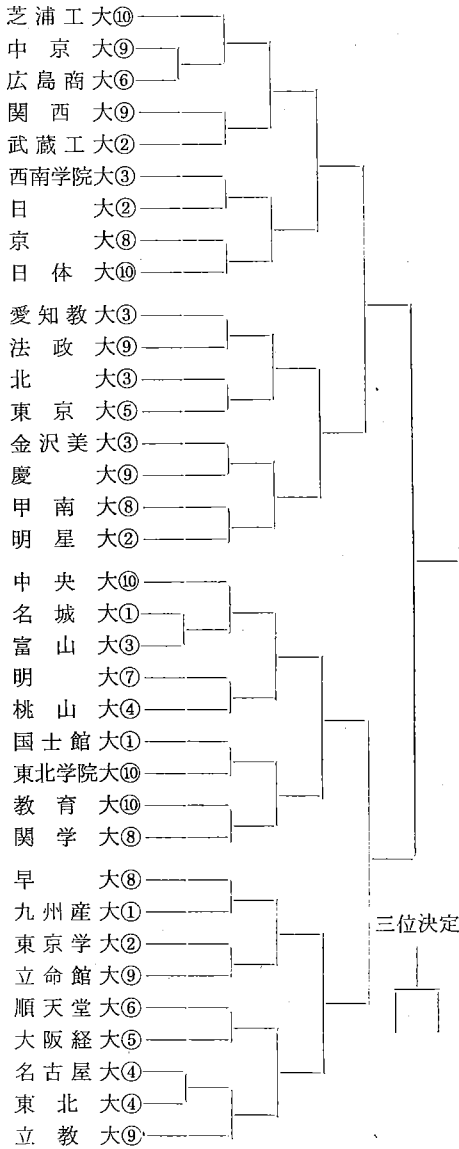 芝浦工大⑩
中京大⑨
広島商大⑥
関西大⑨
武蔵工大②
西南学院大③
日大②
京大⑧
日体大⑩
愛知教大③
法政大⑨
北大③
東京大⑤
金沢美大③
慶大⑨
甲南大⑧
明星大②
中央大⑩
名城大①
富山大③
明大⑦
桃山大④
国士館大①
東北学院大⑩
教育大⑩
関学大⑧
早大⑧
九州産大①
東京学大②
立命館大⑨
順天堂大⑥
大阪経大⑤
名古屋大④
東北大④
立教大⑨
三位決定